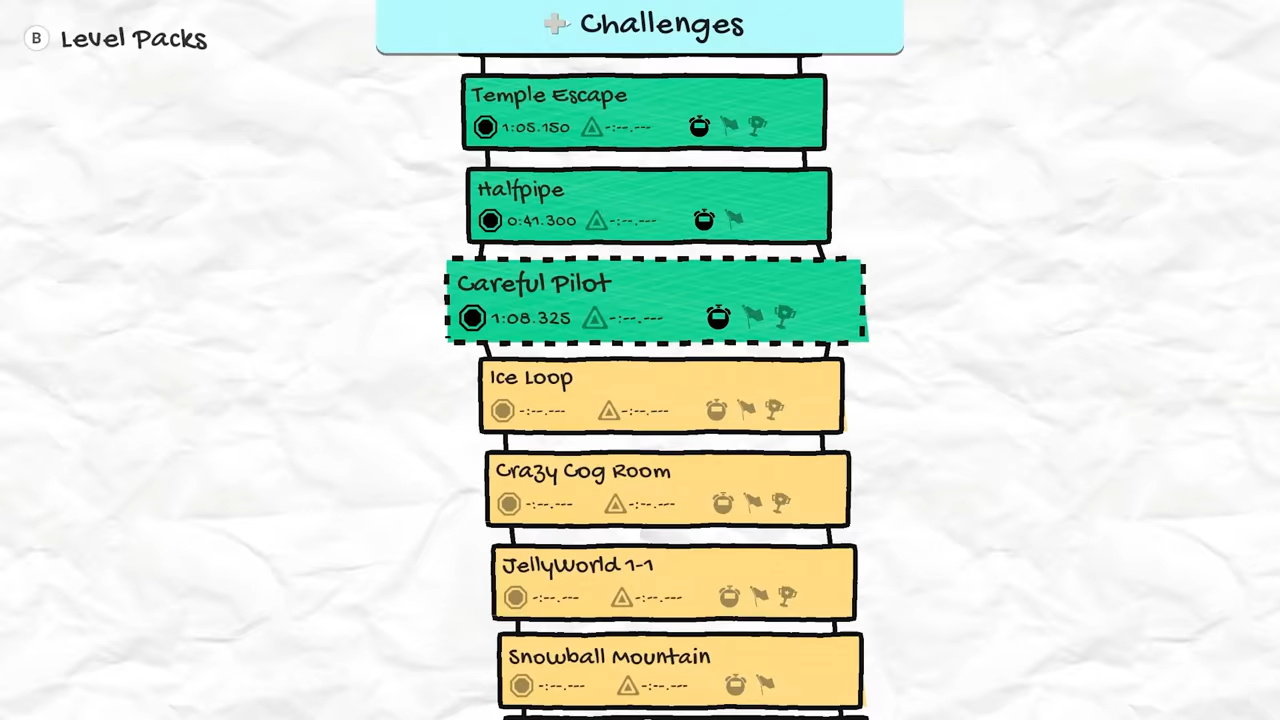 B Level Packs
Challenges
Temple Escape
1:05.150 -:--.---
Halfpipe
0:41.300 -:--.---
Careful Pilot
1:08.325 -:--.---
Ice Loop
-:--.--- -:--.---
Crazy Cog Room
-:--.--- -:--.---
JellyWorld 1-1
-:--.--- -:--.---
Snowball Mountain
-:--.--- -:--.---